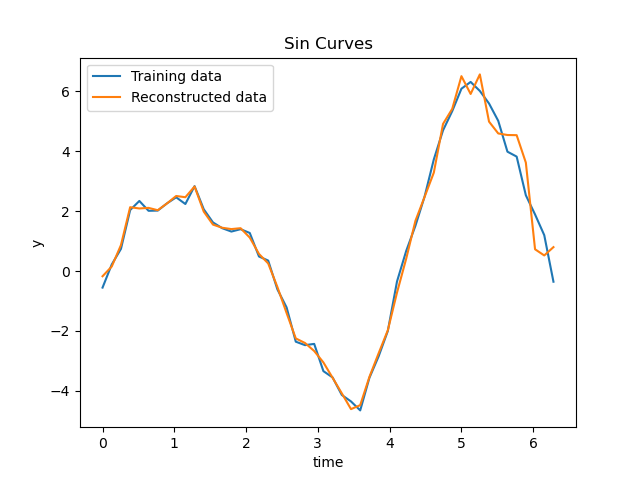 Sin Curves
Training data
Reconstructed data
6
4
2
0
−2
−4
y
0 1 2 3 4 5 6
time